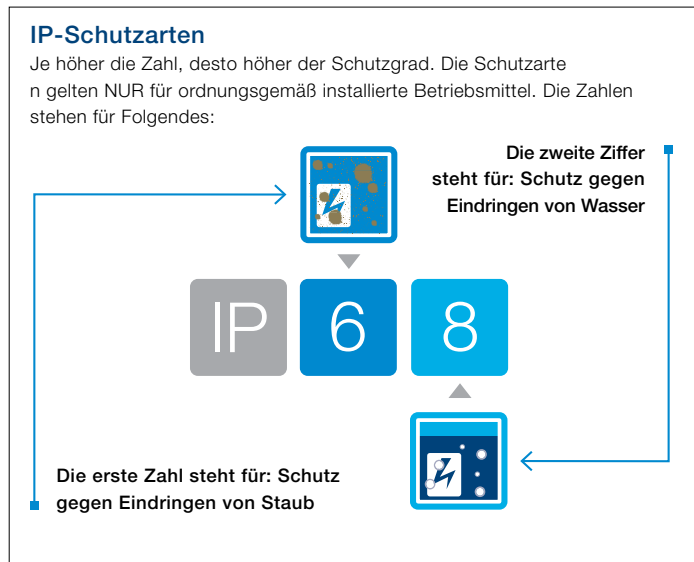 IP-Schutzarten
Je höher die Zahl, desto höher der Schutzgrad. Die Schutzarte
n gelten NUR für ordnungsgemäß installierte Betriebsmittel. Die Zahlen
stehen für Folgendes:
Die zweite Ziffer
steht für: Schutz gegen
Eindringen von Wasser
IP 6 8
Die erste Zahl steht für: Schutz
gegen Eindringen von Staub